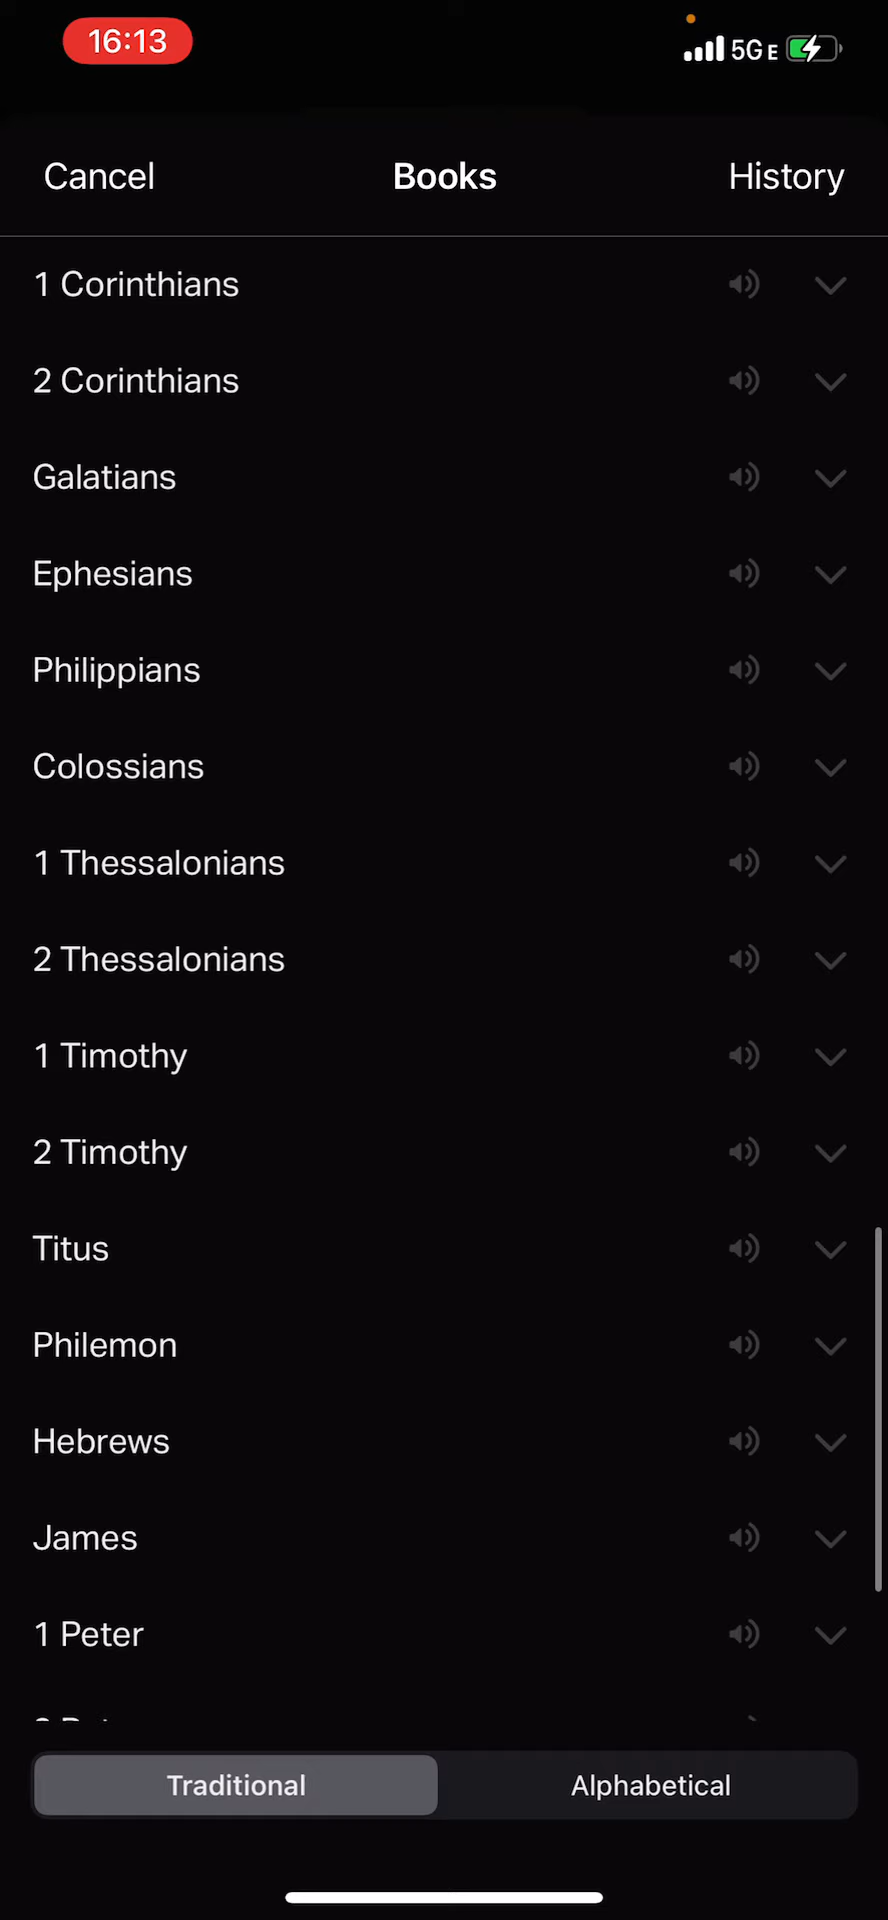 16:13
5G E
Cancel Books History
1 Corinthians
2 Corinthians
Galatians
Ephesians
Philippians
Colossians
1 Thessalonians
2 Thessalonians
1 Timothy
2 Timothy
Titus
Philemon
Hebrews
James
1 Peter
Traditional Alphabetical